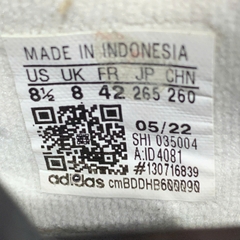 MADE IN INDONESIA
US UK FR JP CHN
8½ 8 42 265 260
05/22
SHI 035004
A:ID4081
#130716839
adidas cmBDDHB600090